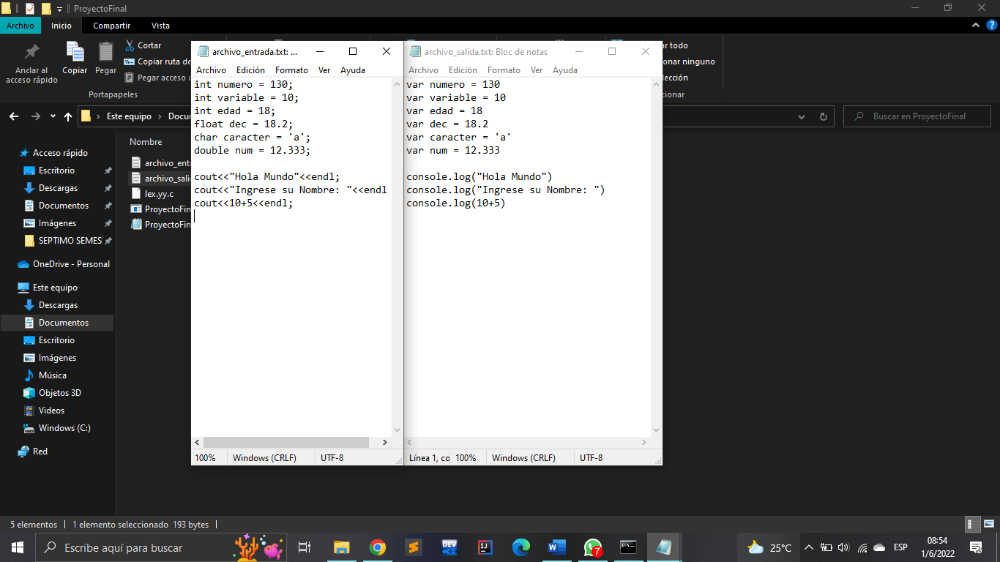 ProyectoFinal
Archivo
Inicio
Compartir
Vista
Anclar al
acceso rápido
Copiar
Pegar
Cortar
Copiar ruta de
Pegar acceso
Portapapeles
ar todo
onar ninguno
lección
cionar
Este equipo
Docum
Buscar en ProyectoFinal
Acceso rápido
Escritorio
Descargas
Documentos
Imágenes
SEPTIMO SEMES
OneDrive - Personal
Este equipo
Descargas
Documentos
Escritorio
Imágenes
Música
Objetos 3D
Videos
Windows (C:)
Red
Nombre
archivo_entr
archivo_salid
lex.yy.c
ProyectoFin
ProyectoFin
archivo_entrada.txt: ...
Archivo Edición Formato Ver Ayuda
int numero = 130;
int variable = 10;
int edad = 18;
float dec = 18.2;
char caracter = 'a';
double num = 12.333;
cout<<"Hola Mundo"<<endl;
cout<<"Ingrese su Nombre: "<<endl
cout<<10+5<<endl;
100% Windows (CRLF) UTF-8
archivo_salida.txt: Bloc de notas
Archivo Edición Formato Ver Ayuda
var numero = 130
var variable = 10
var edad = 18
var dec = 18.2
var caracter = 'a'
var num = 12.333
console.log("Hola Mundo")
console.log("Ingrese su Nombre: ")
console.log(10+5)
Línea 1, co 100% Windows (CRLF) UTF-8
5 elementos 1 elemento seleccionado 193 bytes
Escribe aquí para buscar
DEV
IJ
W
7
25°C
ESP
08:54
1/6/2022